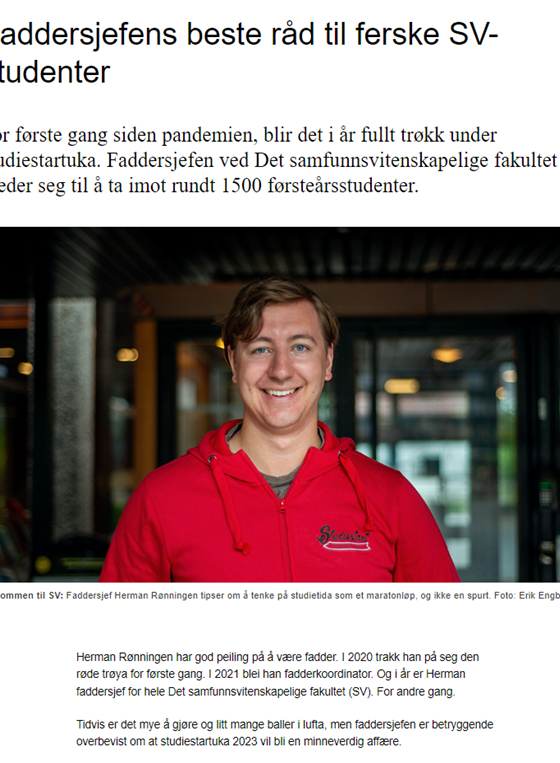 addersjefens beste råd til ferske SV-
tudenter
or første gang siden pandemien, blir det i år fullt trøkk under
udiestartuka. Faddersjefen ved Det samfunnsvitenskapelige fakultet
eder seg til å ta imot rundt 1500 førsteårsstudenter.
Studiestart
ommen til SV: Faddersjef Herman Rønningen tipser om å tenke på studietida som et maratonløp, og ikke en spurt. Foto: Erik Engb
Herman Rønningen har god peiling på å være fadder. I 2020 trakk han på seg den
røde trøya for første gang. I 2021 blei han fadderkoordinator. Og i år er Herman
faddersjef for hele Det samfunnsvitenskapelige fakultet (SV). For andre gang.
Tidvis er det mye å gjøre og litt mange baller i lufta, men faddersjefen er betryggende
overbevist om at studiestartuka 2023 vil bli en minneverdig affære.